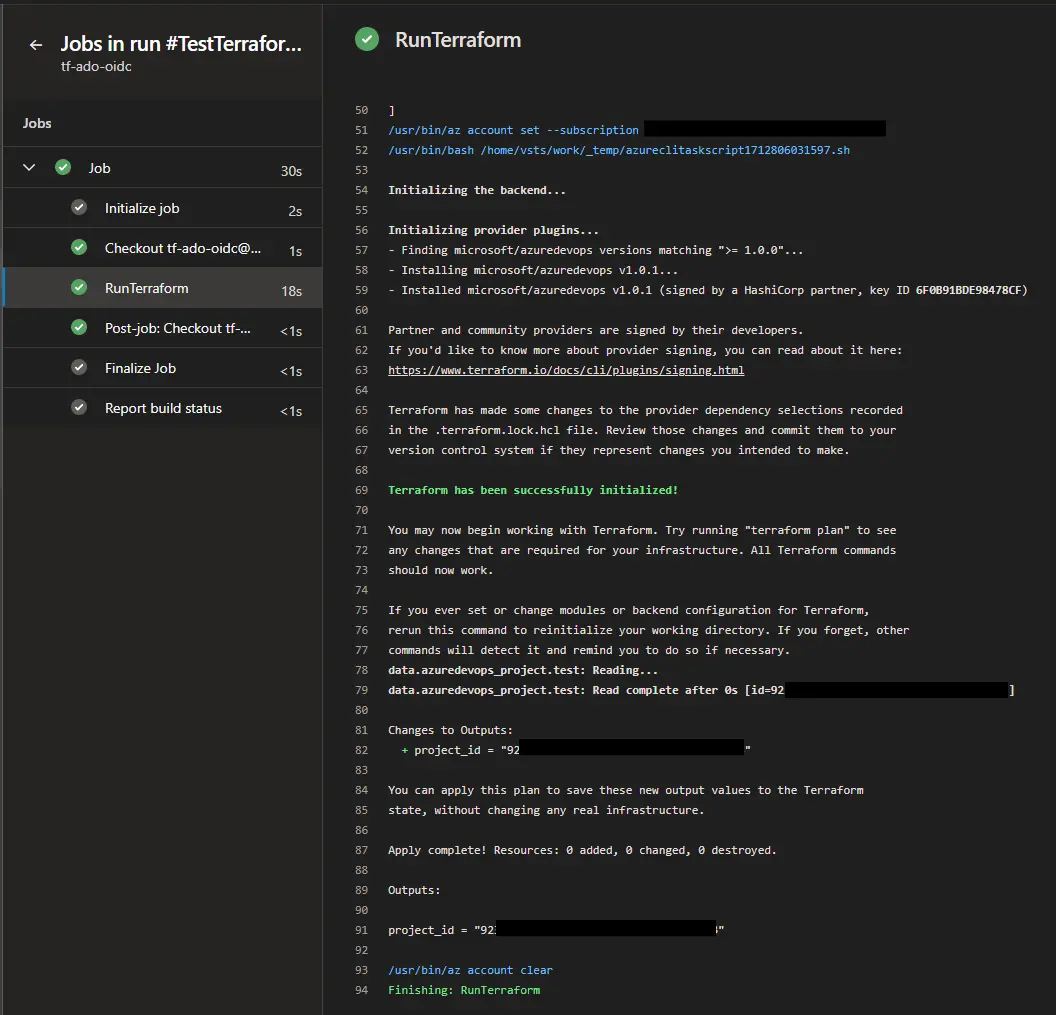 Jobs in run #TestTerrafor...
tf-ado-oidc
Jobs
Job 30s
Initialize job 2s
Checkout tf-ado-oidc@... 1s
RunTerraform 18s
Post-job: Checkout tf-... <1s
Finalize Job <1s
Report build status <1s
RunTerraform
50 ]
51 /usr/bin/az account set --subscription
52 /usr/bin/bash /home/vsts/work/_temp/azureclitaskscript1712806031597.sh
53
54 Initializing the backend...
55
56 Initializing provider plugins...
57 - Finding microsoft/azuredevops versions matching ">= 1.0.0"...
58 - Installing microsoft/azuredevops v1.0.1...
59 - Installed microsoft/azuredevops v1.0.1 (signed by a HashiCorp partner, key ID 6F0B91BDE98478CF)
60
61 Partner and community providers are signed by their developers.
62 If you'd like to know more about provider signing, you can read about it here:
63 https://www.terraform.io/docs/cli/plugins/signing.html
64
65 Terraform has made some changes to the provider dependency selections recorded
66 in the .terraform.lock.hcl file. Review those changes and commit them to your
67 version control system if they represent changes you intended to make.
68
69 Terraform has been successfully initialized!
70
71 You may now begin working with Terraform. Try running "terraform plan" to see
72 any changes that are required for your infrastructure. All Terraform commands
73 should now work.
74
75 If you ever set or change modules or backend configuration for Terraform,
76 rerun this command to reinitialize your working directory. If you forget, other
77 commands will detect it and remind you to do so if necessary.
78 data.azuredevops_project.test: Reading...
79 data.azuredevops_project.test: Read complete after 0s [id=92 ]
80
81 Changes to Outputs:
82 + project_id = "92 "
83
84 You can apply this plan to save these new output values to the Terraform
85 state, without changing any real infrastructure.
86
87 Apply complete! Resources: 0 added, 0 changed, 0 destroyed.
88
89 Outputs:
90
91 project_id = "92 "
92
93 /usr/bin/az account clear
94 Finishing: RunTerraform